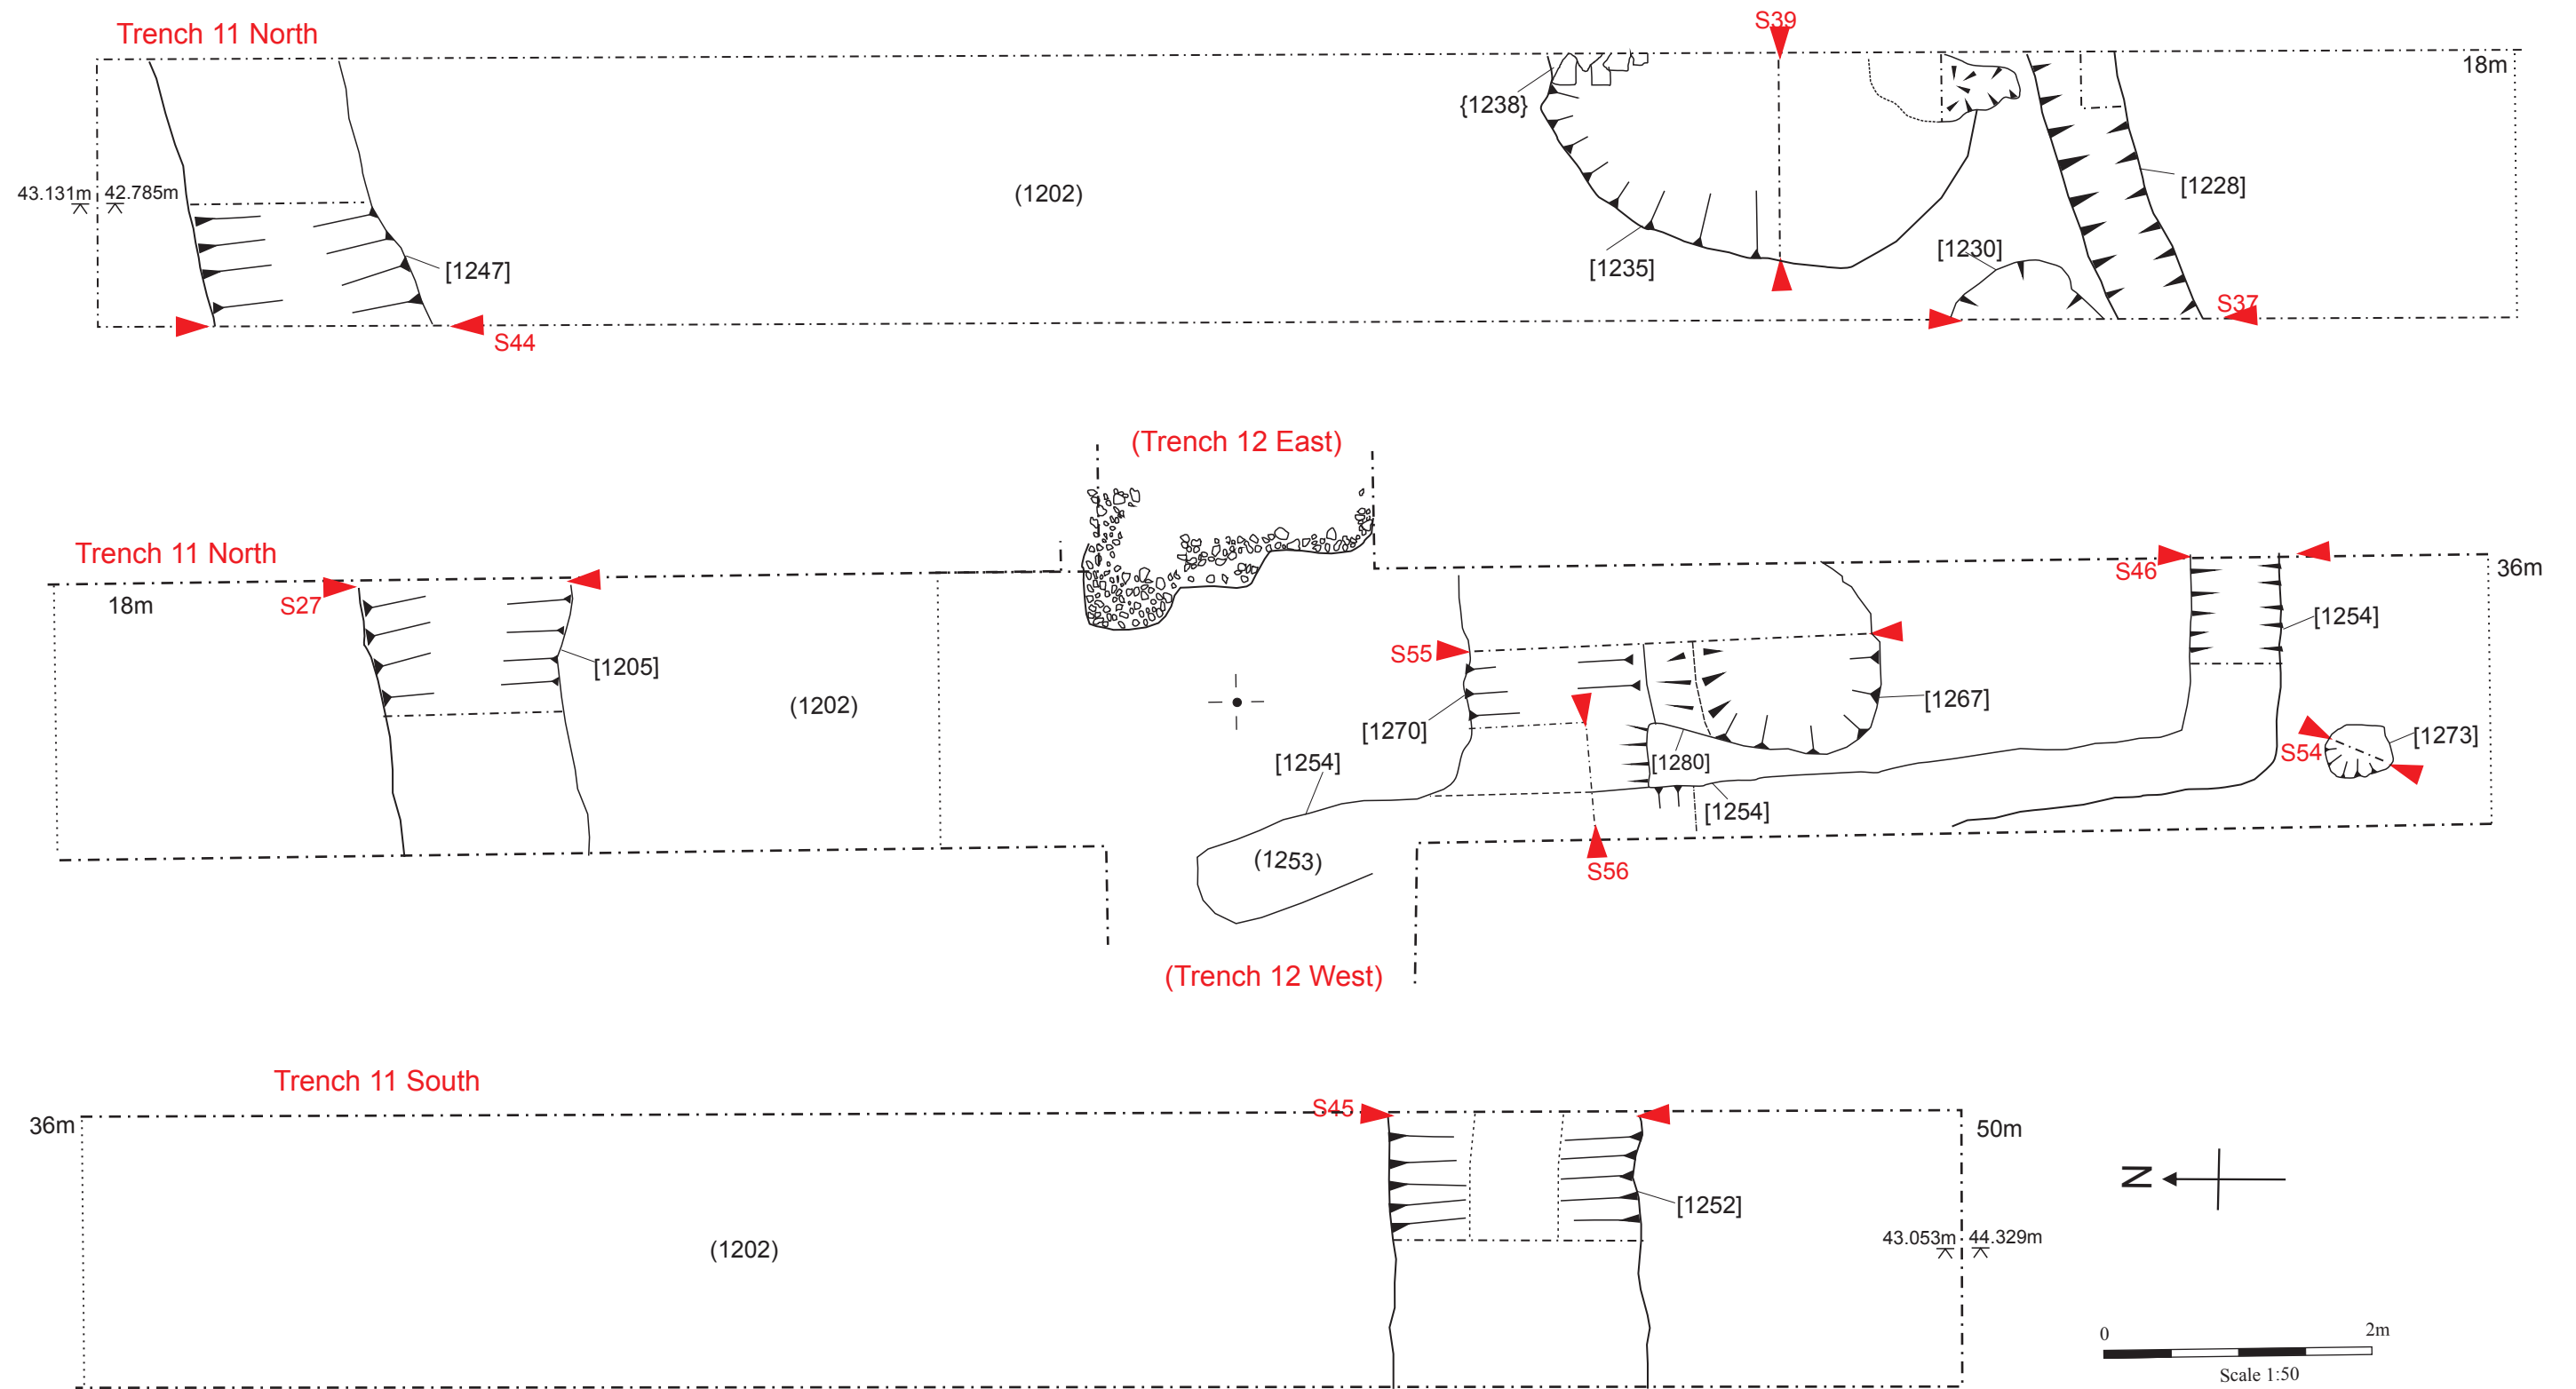 Trench 11 North
S39
18m
{1238}
43.131m
42.785m
(1202)
[1228]
[1230]
[1235]
[1247]
S37
S44
(Trench 12 East)
Trench 11 North
18m
S27
S46
36m
[1254]
S55
[1205]
(1202)
[1267]
[1270]
[1254]
[1280]
S54
[1273]
[1254]
(1253)
S56
(Trench 12 West)
Trench 11 South
36m
S45
50m
N
[1252]
(1202)
43.053m
44.329m
0
2m
Scale 1:50